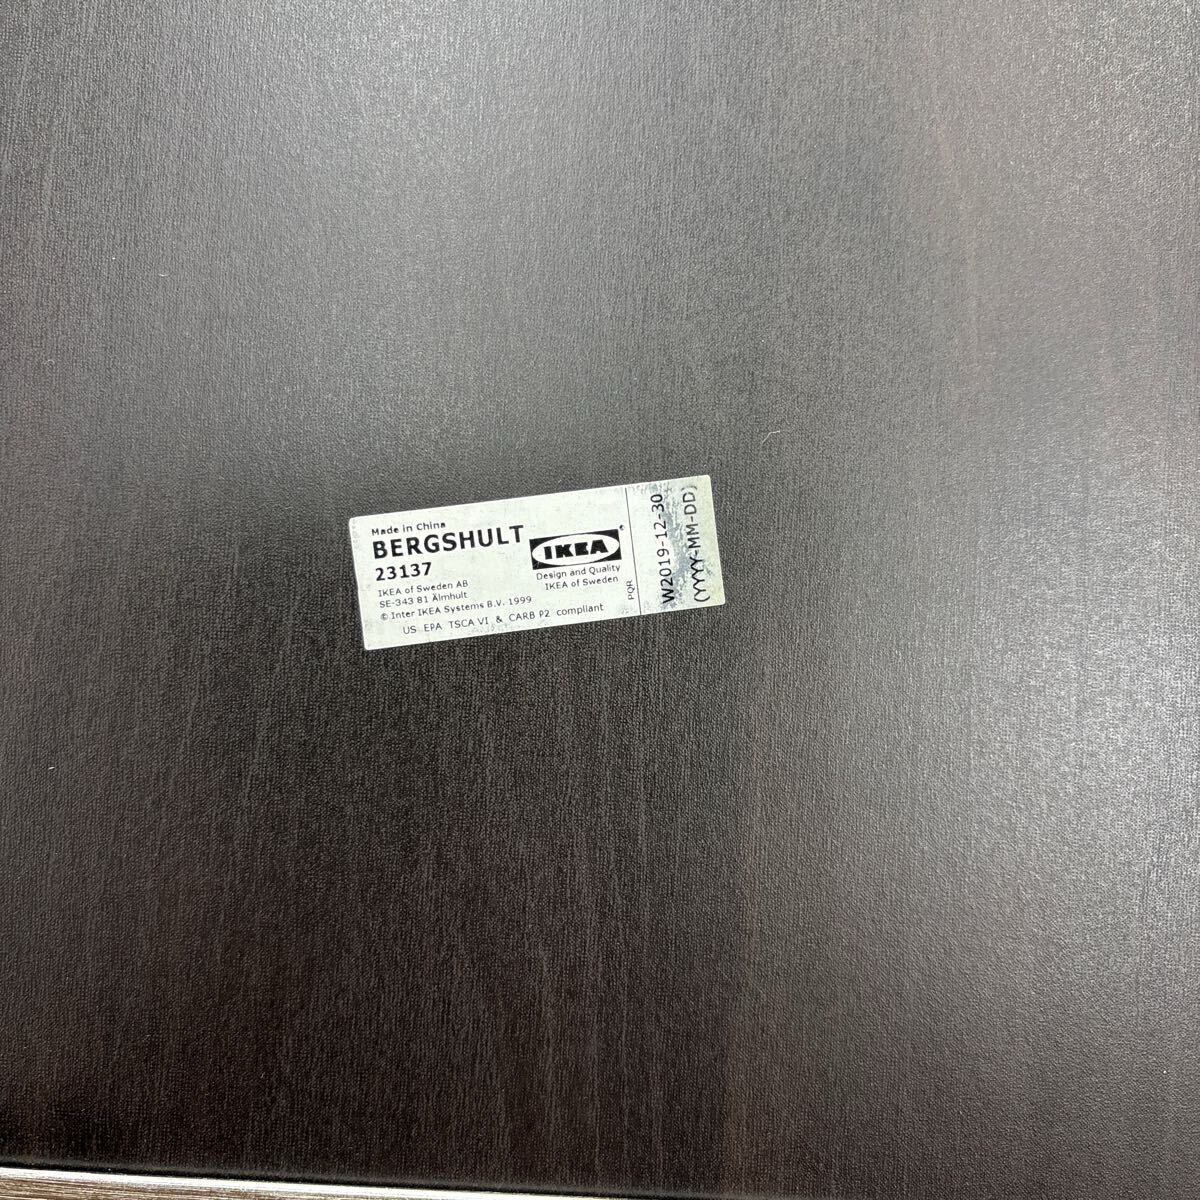 Made in China
BERGSHULT
23137
IKEA of Sweden AB
SE-343 81 Älmhult
© Inter IKEA Systems B.V. 1999
US EPA TSCA VI & CARB P2 compliant
IKEA®
Design and Quality
IKEA of Sweden
PQR
W2019-12-30
(YYYY-MM-DD)